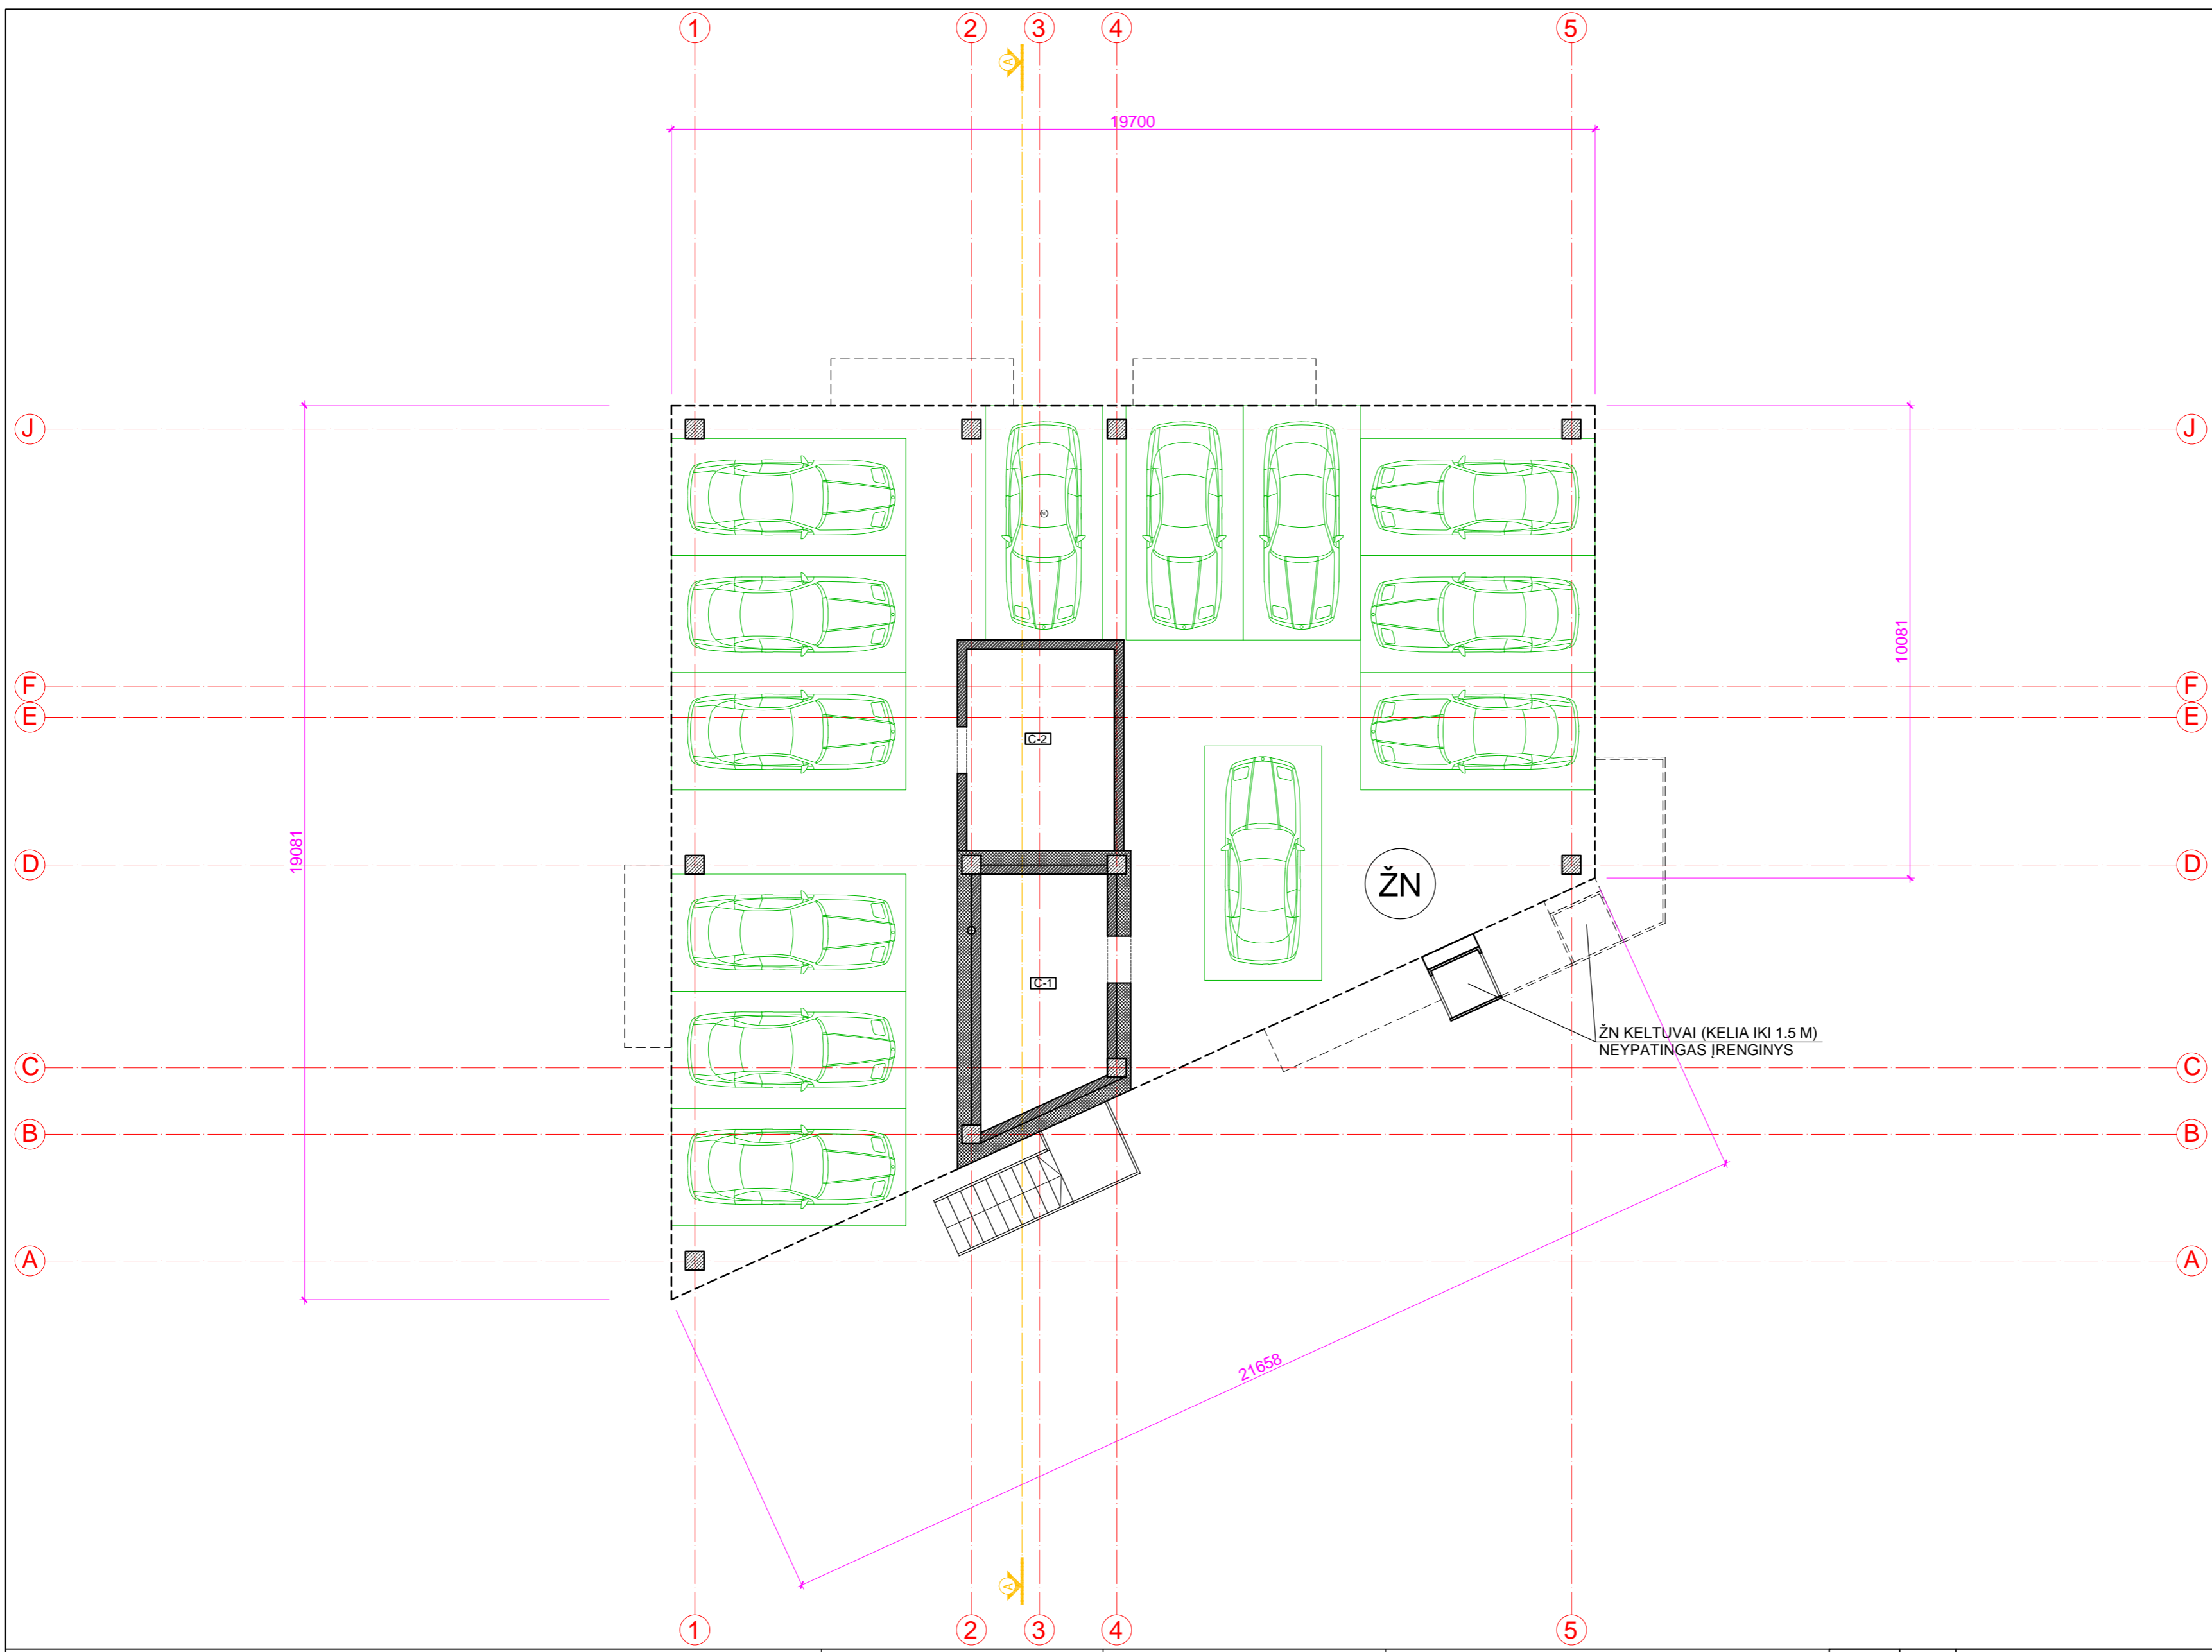 1 2 3 4 5
A
19700
J J
F F
E E
10081
C-2
19081
D D
ŽN
C-1
ŽN KELTUVAI (KELIA IKI 1.5 M)
NEYPATINGAS ĮRENGINYS
C C
B B
A A
21658
A
1 2 3 4 5